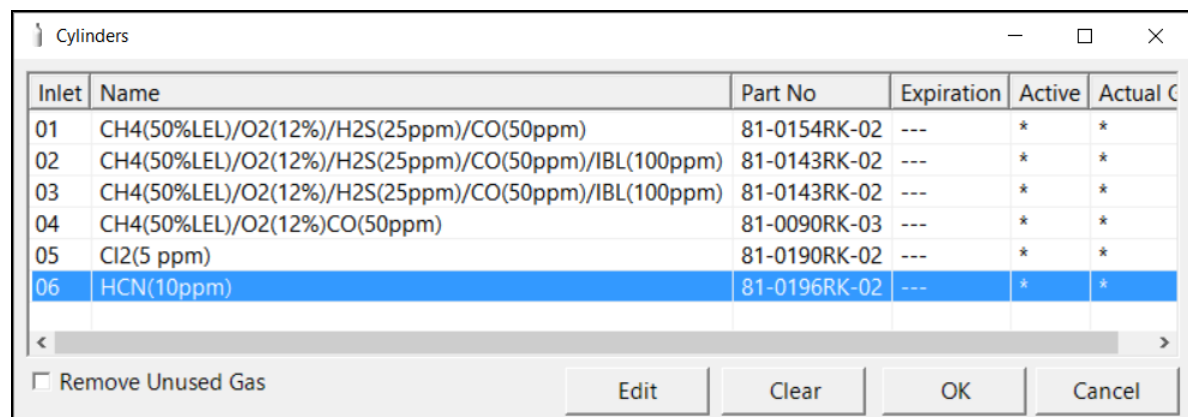 Cylinders
Inlet Name Part No Expiration Active Actual G
01 CH4(50%LEL)/O2(12%)/H2S(25ppm)/CO(50ppm) 81-0154RK-02 --- * *
02 CH4(50%LEL)/O2(12%)/H2S(25ppm)/CO(50ppm)/IBL(100ppm) 81-0143RK-02 --- * *
03 CH4(50%LEL)/O2(12%)/H2S(25ppm)/CO(50ppm)/IBL(100ppm) 81-0143RK-02 --- * *
04 CH4(50%LEL)/O2(12%)CO(50ppm) 81-0090RK-03 --- * *
05 Cl2(5 ppm) 81-0190RK-02 --- * *
06 HCN(10ppm) 81-0196RK-02 --- * *
Remove Unused Gas Edit Clear OK Cancel